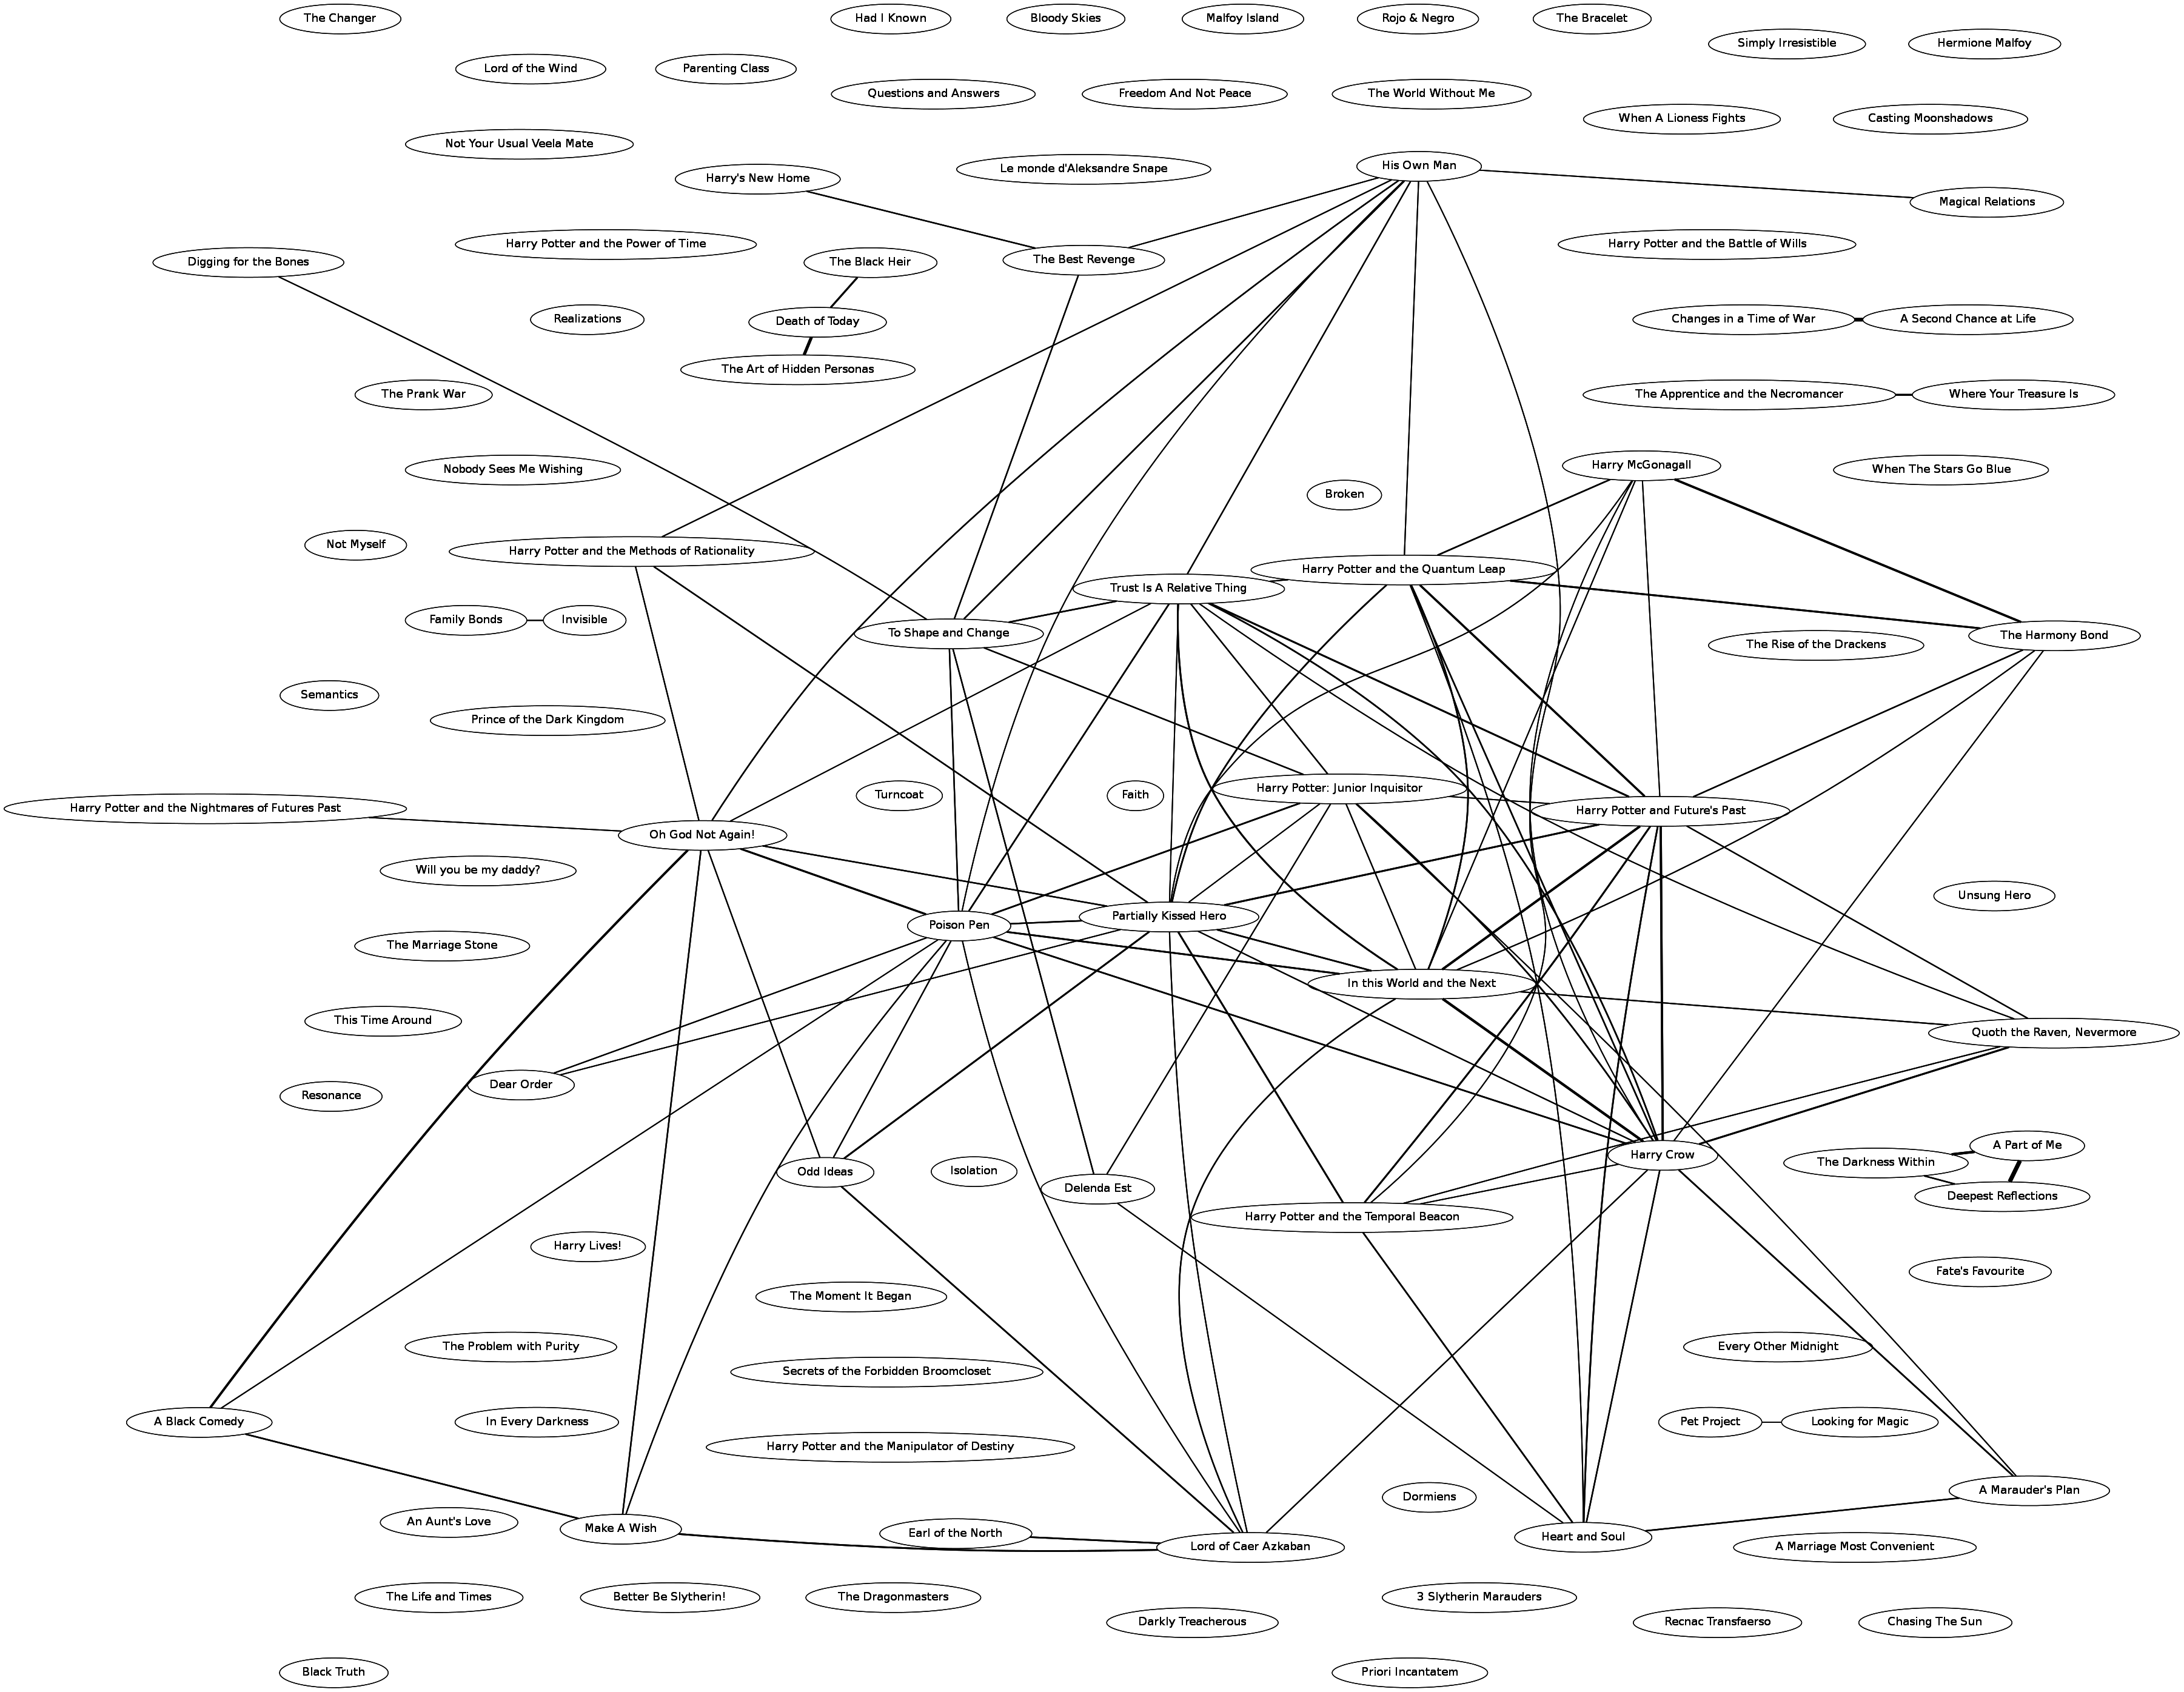 The Changer
Had I Known
Bloody Skies
Malfoy Island
Rojo & Negro
The Bracelet
Simply Irresistible
Hermione Malfoy
Lord of the Wind
Parenting Class
Questions and Answers
Freedom And Not Peace
The World Without Me
When A Lioness Fights
Casting Moonshadows
Not Your Usual Veela Mate
Harry's New Home
Le monde d'Aleksandre Snape
His Own Man
Magical Relations
Harry Potter and the Power of Time
Harry Potter and the Battle of Wills
Digging for the Bones
The Black Heir
The Best Revenge
Realizations
Death of Today
Changes in a Time of War
A Second Chance at Life
The Art of Hidden Personas
The Prank War
The Apprentice and the Necromancer
Where Your Treasure Is
Nobody Sees Me Wishing
Harry McGonagall
When The Stars Go Blue
Broken
Not Myself
Harry Potter and the Methods of Rationality
Harry Potter and the Quantum Leap
Trust Is A Relative Thing
Family Bonds
Invisible
To Shape and Change
The Harmony Bond
The Rise of the Drackens
Semantics
Prince of the Dark Kingdom
Turncoat
Faith
Harry Potter: Junior Inquisitor
Harry Potter and the Nightmares of Futures Past
Harry Potter and Future's Past
Oh God Not Again!
Will you be my daddy?
Unsung Hero
Partially Kissed Hero
Poison Pen
The Marriage Stone
In this World and the Next
This Time Around
Quoth the Raven, Nevermore
Dear Order
Resonance
A Part of Me
Harry Crow
The Darkness Within
Odd Ideas
Isolation
Delenda Est
Deepest Reflections
Harry Potter and the Temporal Beacon
Harry Lives!
Fate's Favourite
The Moment It Began
The Problem with Purity
Every Other Midnight
Secrets of the Forbidden Broomcloset
A Black Comedy
In Every Darkness
Pet Project
Looking for Magic
Harry Potter and the Manipulator of Destiny
A Marauder's Plan
Dormiens
An Aunt's Love
Make A Wish
Earl of the North
Heart and Soul
Lord of Caer Azkaban
A Marriage Most Convenient
The Life and Times
Better Be Slytherin!
The Dragonmasters
3 Slytherin Marauders
Darkly Treacherous
Recnac Transfaerso
Chasing The Sun
Black Truth
Priori Incantatem